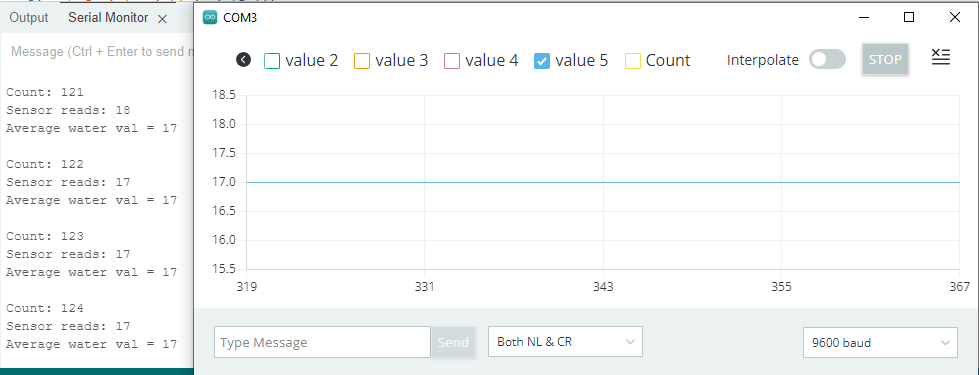 Output Serial Monitor ×
Message (Ctrl + Enter to send
Count: 121
Sensor reads: 18
Average water val = 17
Count: 122
Sensor reads: 17
Average water val = 17
Count: 123
Sensor reads: 17
Average water val = 17
Count: 124
Sensor reads: 17
Average water val = 17
COM3
value 2 value 3 value 4 value 5 Count Interpolate STOP
18.5
18.0
17.5
17.0
16.5
16.0
15.5
319 331 343 355 367
Type Message Send Both NL & CR 9600 baud